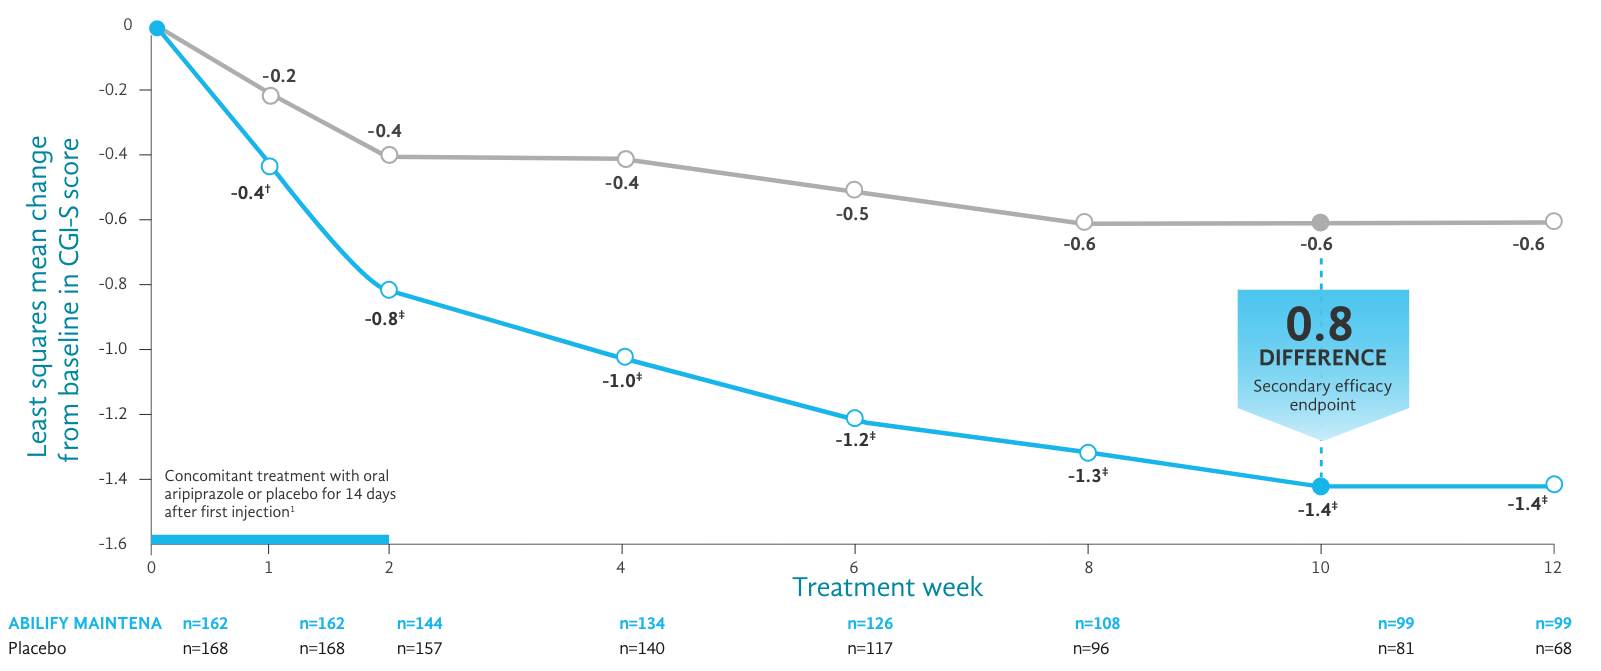 0
-0.2
-0.4
-0.6
-0.8
-1.0
-1.2
-1.4
-1.6
Least squares mean change
from baseline in CGI-S score
-0.2
-0.4
-0.4
-0.5
-0.6
-0.6
-0.6
-0.4†
-0.8‡
-1.0‡
-1.2‡
-1.3‡
-1.4‡
-1.4‡
0.8
DIFFERENCE
Secondary efficacy
endpoint
Concomitant treatment with oral
aripiprazole or placebo for 14 days
after first injection¹
0 1 2 4 6 8 10 12
Treatment week
ABILIFY MAINTENA n=162 n=162 n=144 n=134 n=126 n=108 n=99 n=99
Placebo n=168 n=168 n=157 n=140 n=117 n=96 n=81 n=68